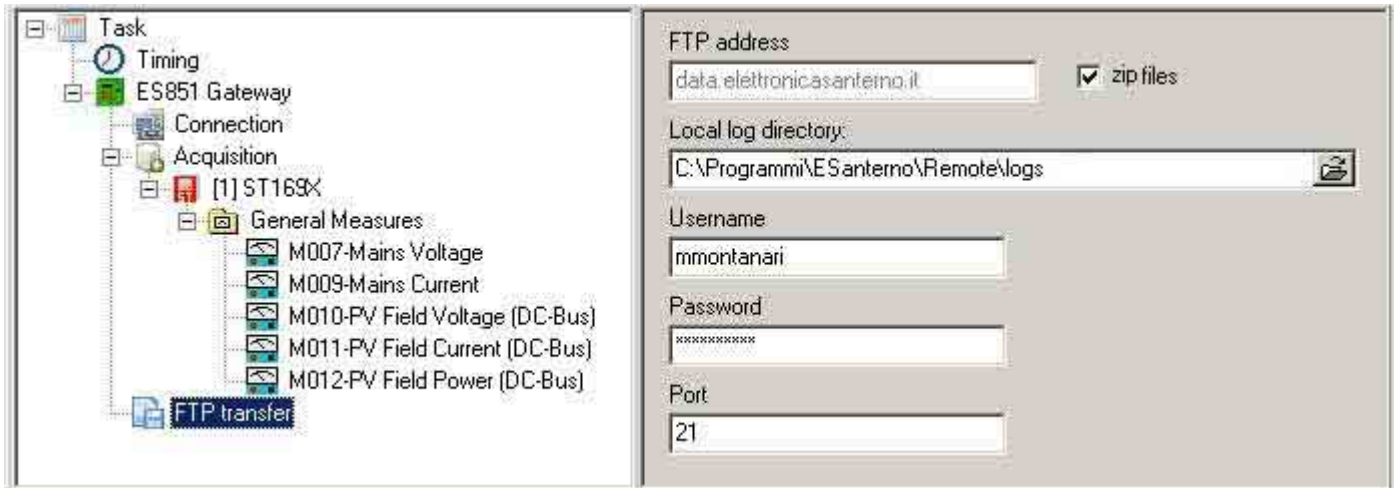 Task
Timing
ES851 Gateway
Connection
Acquisition
[1] ST169X
General Measures
M007-Mains Voltage
M009-Mains Current
M010-PV Field Voltage (DC-Bus)
M011-PV Field Current (DC-Bus)
M012-PV Field Power (DC-Bus)
FTP transfer
FTP address
data.elettronicasanterno.it
zip files
Local log directory:
C:\Programmi\ESanterno\Remote\logs
Username
mmontanari
Password
**********
Port
21